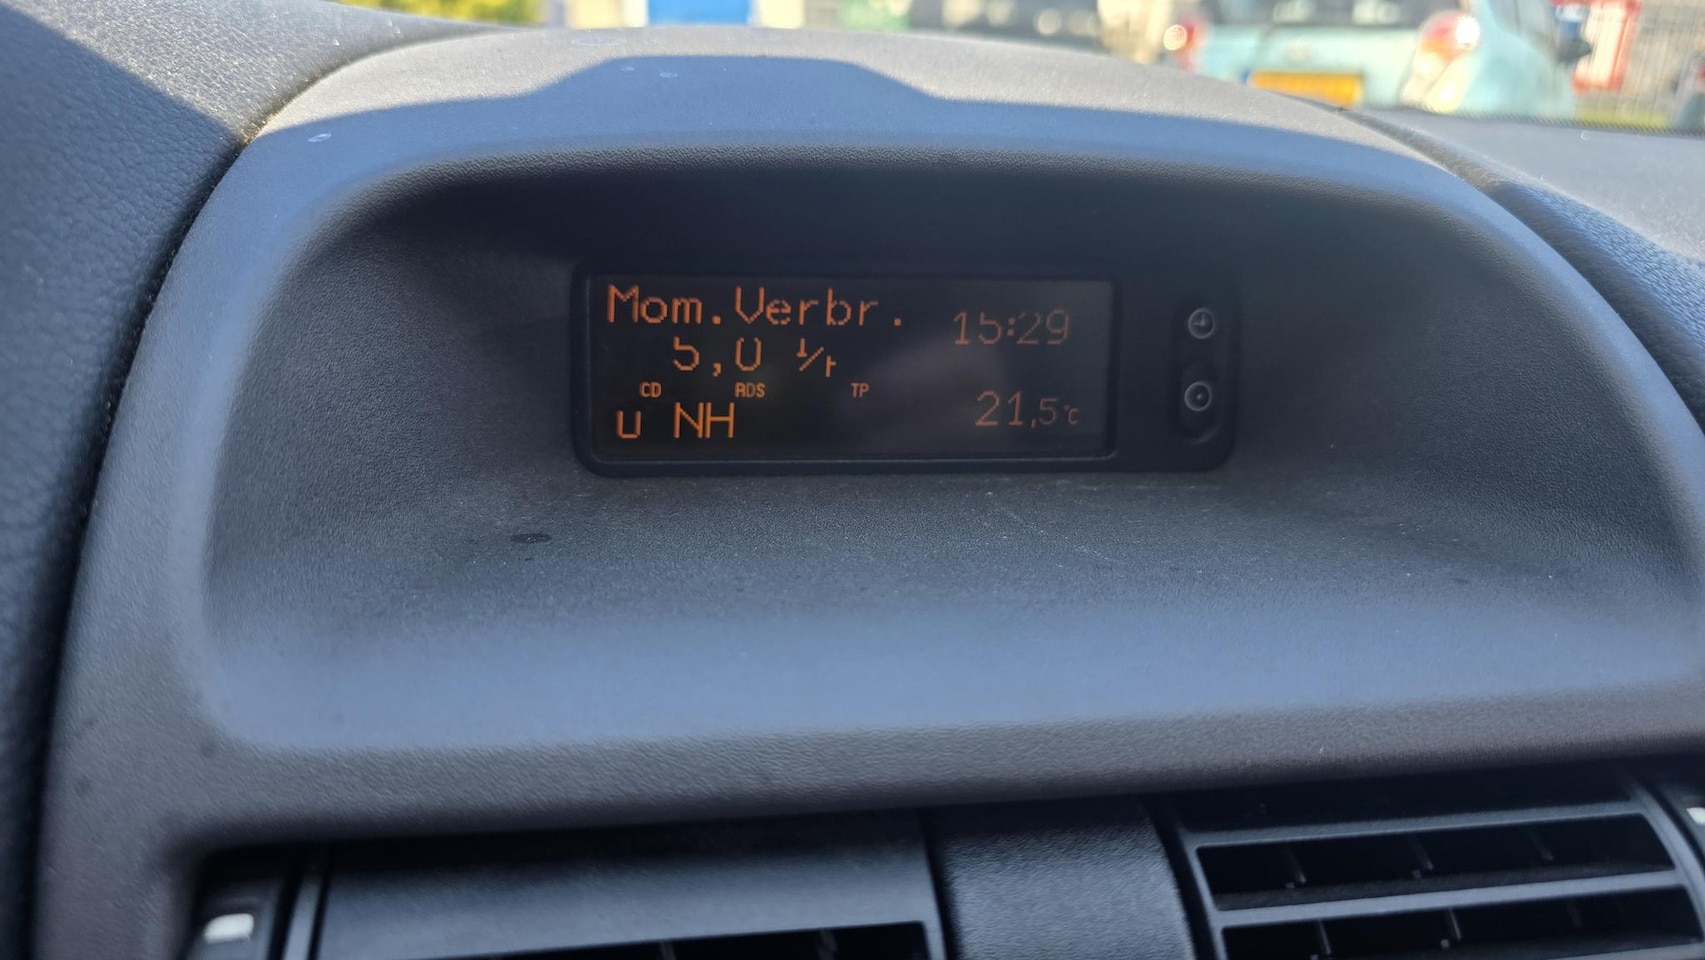 Mom.Verbr.
15:29
5,0 l/h
CD RDS TP
u NH
21,5°C